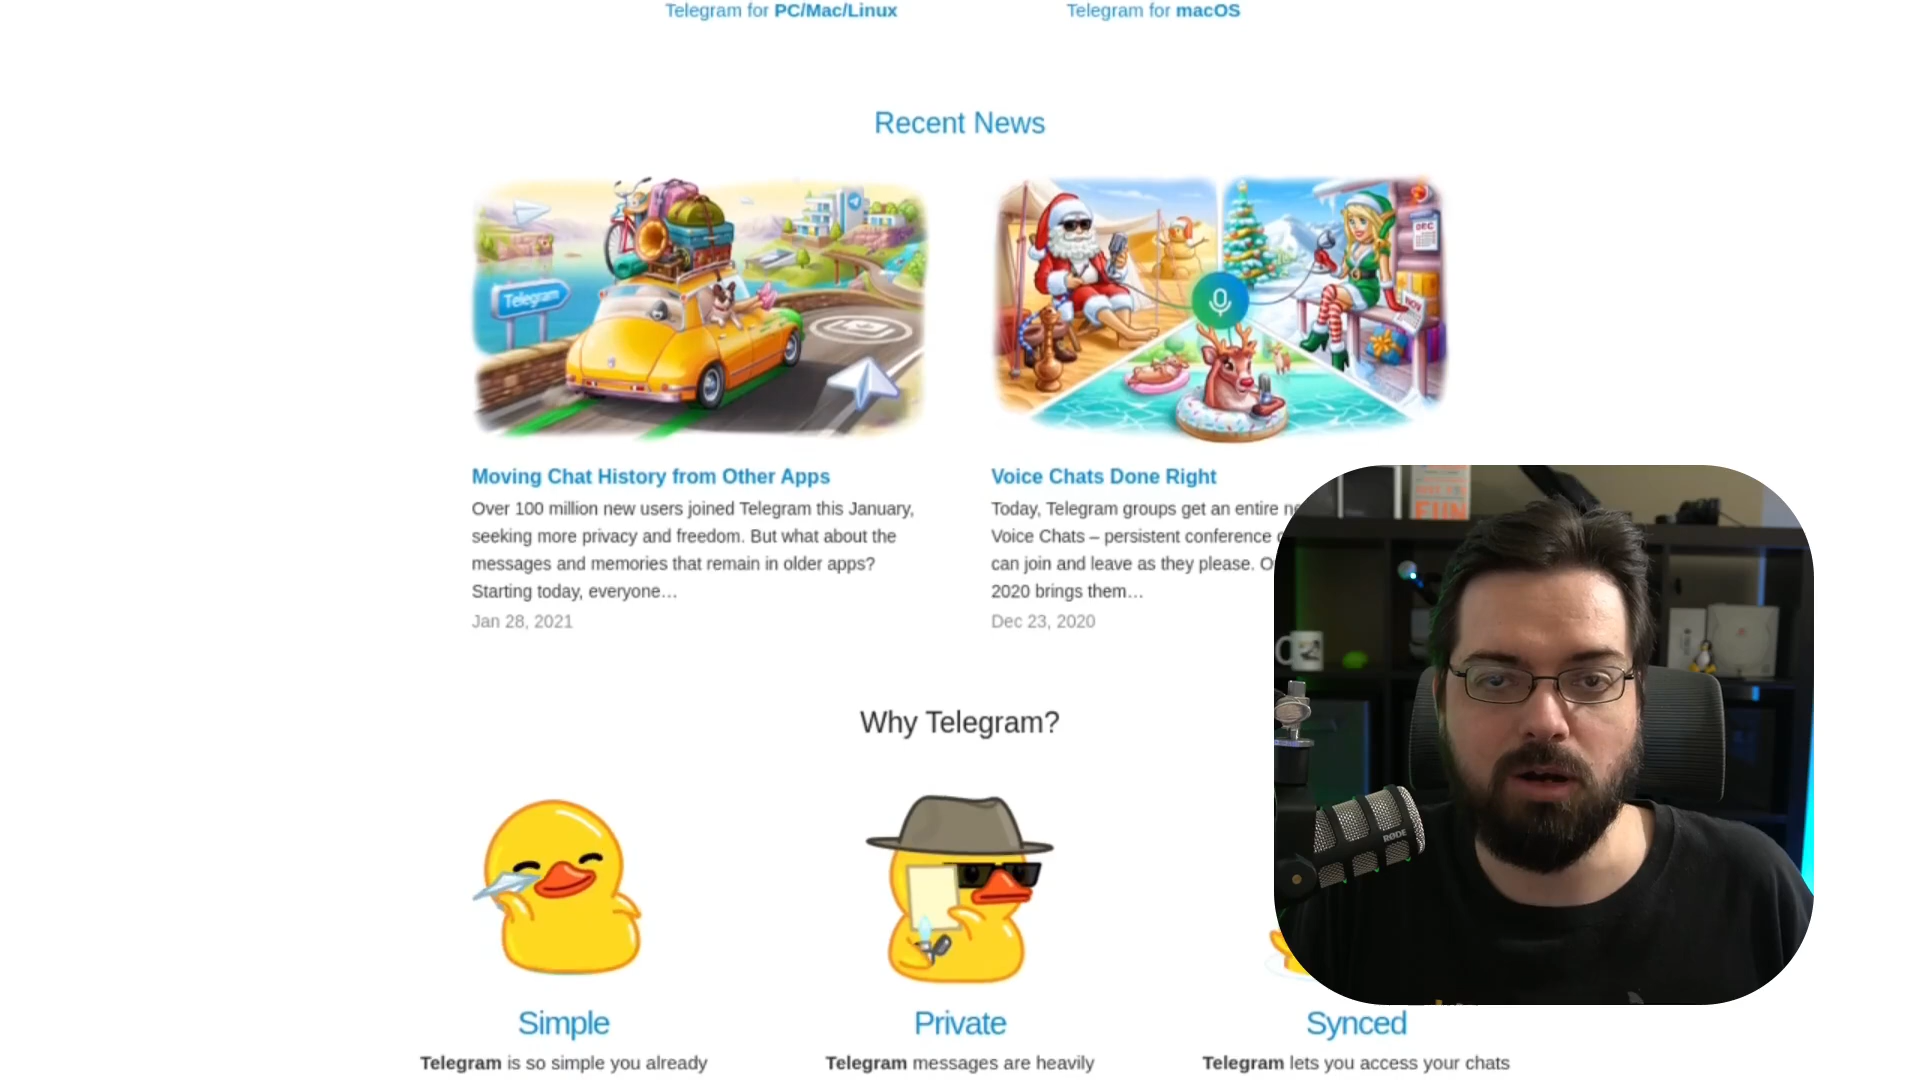 Telegram for PC/Mac/Linux
Telegram for macOS
Recent News
Telegram
DEC
NOV
Moving Chat History from Other Apps
Over 100 million new users joined Telegram this January,
seeking more privacy and freedom. But what about the
messages and memories that remain in older apps?
Starting today, everyone…
Jan 28, 2021
Voice Chats Done Right
Today, Telegram groups get an entire
Voice Chats – persistent conference
can join and leave as they please.
2020 brings them…
Dec 23, 2020
FUN
RØDE
Why Telegram?
Simple
Telegram is so simple you already
Private
Telegram messages are heavily
Synced
Telegram lets you access your chats